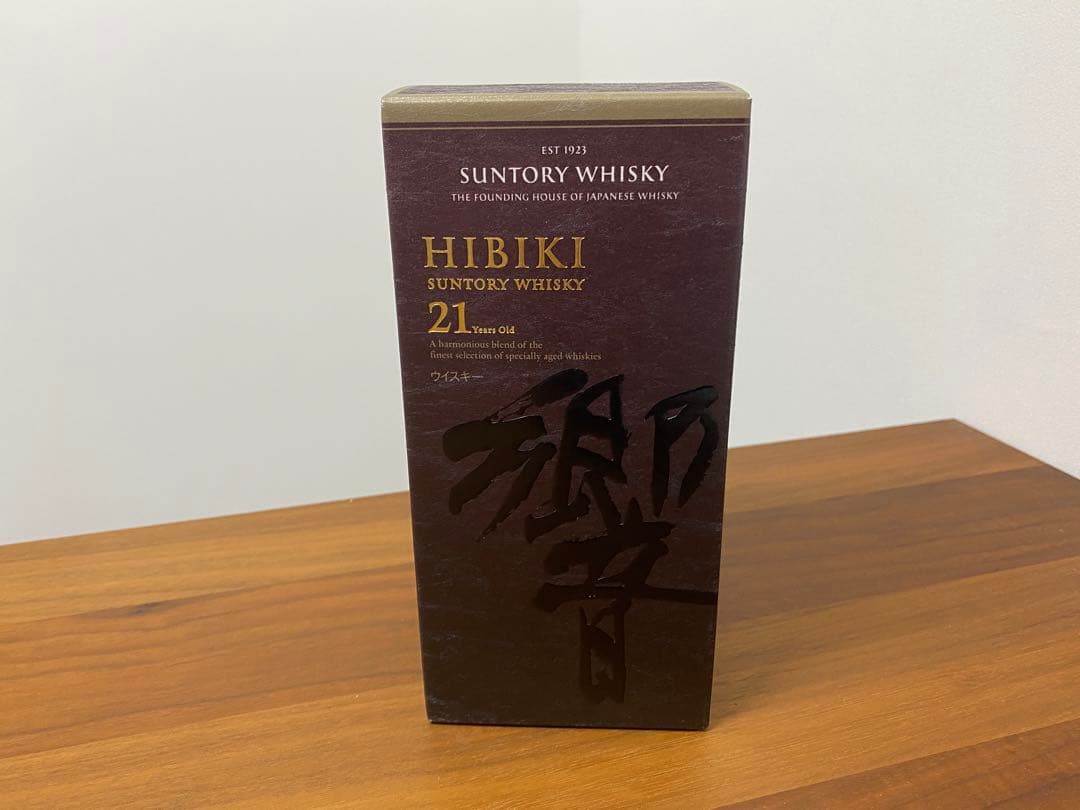 EST 1923
SUNTORY WHISKY
THE FOUNDING HOUSE OF JAPANESE WHISKY
HIBIKI
SUNTORY WHISKY
21 Years Old
A harmonious blend of the
finest selection of specially aged whiskies
ウイスキー
響